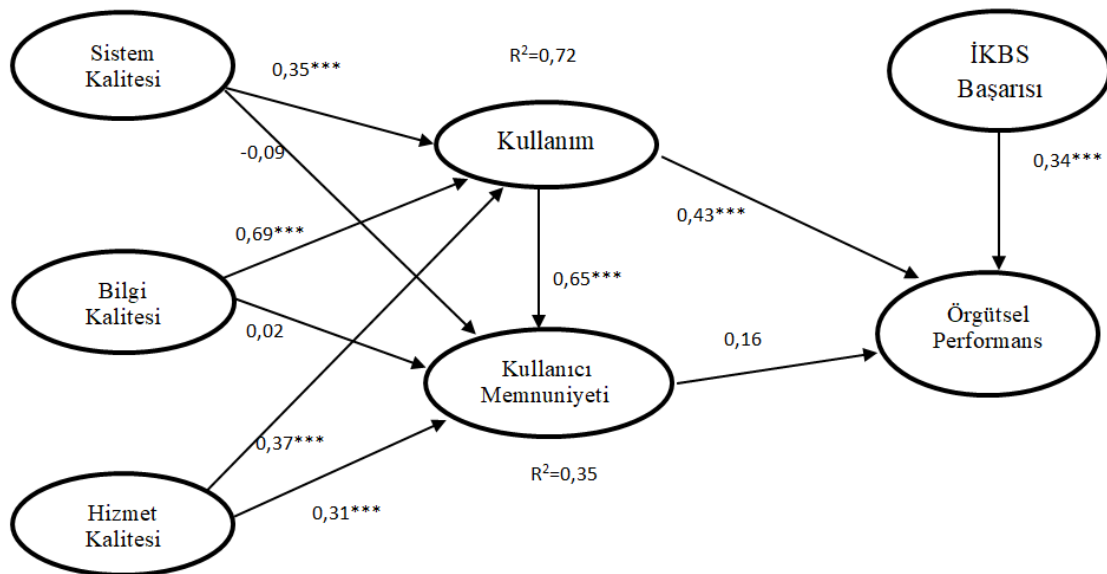 Sistem
Kalitesi
0,35***
R²=0,72
İKBS
Başarısı
Kullanım
-0,09
0,34***
0,69***
0,43***
Bilgi
Kalitesi
0,65***
0,02
Örgütsel
Performans
0,16
Kullanıcı
Memnuniyeti
0,37***
R²=0,35
Hizmet
Kalitesi
0,31***